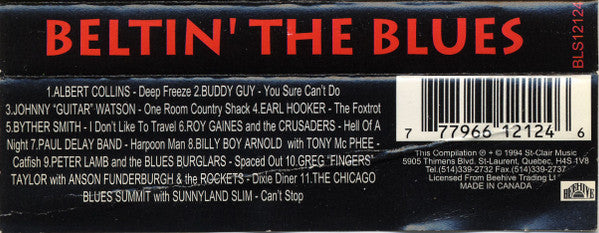 BELTIN' THE BLUES
BLS12124
1.ALBERT COLLINS - Deep Freeze 2.BUDDY GUY - You Sure Can't Do
3.JOHNNY "GUITAR" WATSON - One Room Country Shack 4.EARL HOOKER - The Foxtrot
5.BYTHER SMITH - I Don't Like To Travel 6.ROY GAINES and the CRUSADERS - Hell Of A
Night 7.PAUL DELAY BAND - Harpoon Man 8.BILLY BOY ARNOLD with TONY Mc PHEE -
Catfish 9.PETER LAMB and the BLUES BURGLARS - Spaced Out 10.GREG "FINGERS"
TAYLOR with ANSON FUNDERBURGH & the ROCKETS - Dixie Diner 11.THE CHICAGO
BLUES SUMMIT with SUNNYLAND SLIM - Can't Stop
7 77966 12124 6
This Compilation ℗ + © 1994 St-Clair Music
5905 Thimens Blvd. St-Laurent, Quebec, H4S 1V8
Tel.(514)339-2732 Fax.(514)339-2737
Licensed From Beehive Trading Lt
MADE IN CANADA
BEEHIVE